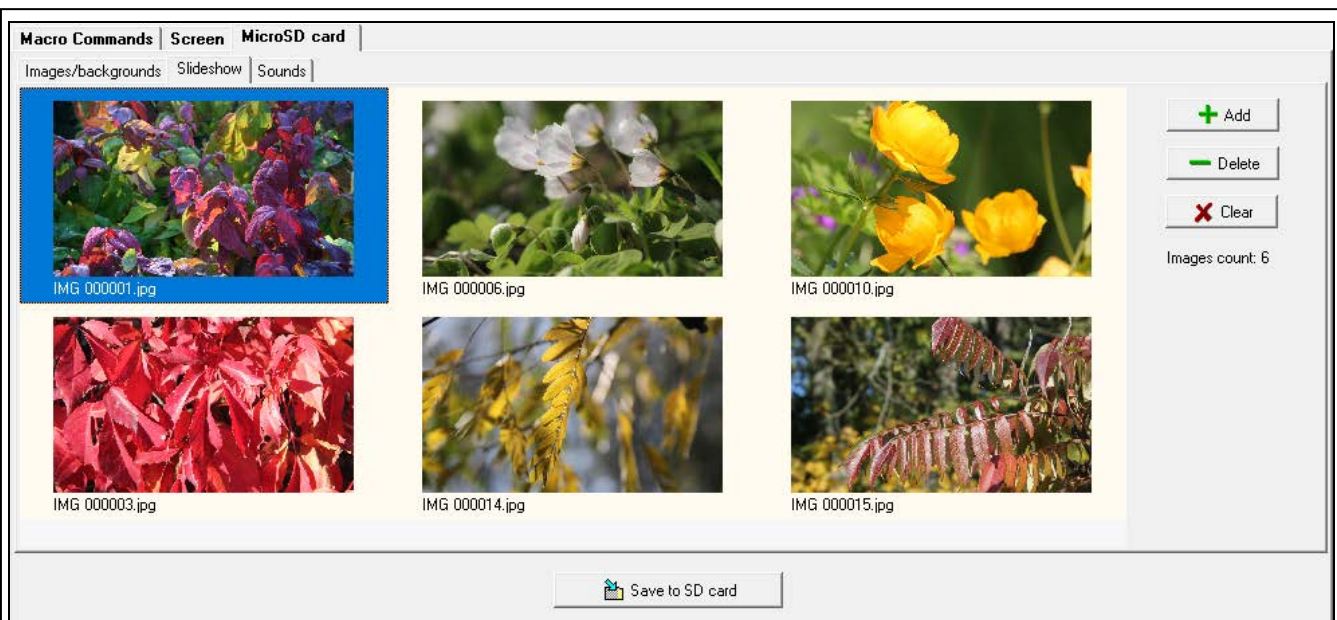 Macro Commands Screen MicroSD card
Images/backgrounds Slideshow Sounds
Add
Delete
Clear
Images count: 6
IMG 000001.jpg IMG 000006.jpg IMG 000010.jpg
IMG 000003.jpg IMG 000014.jpg IMG 000015.jpg
Save to SD card